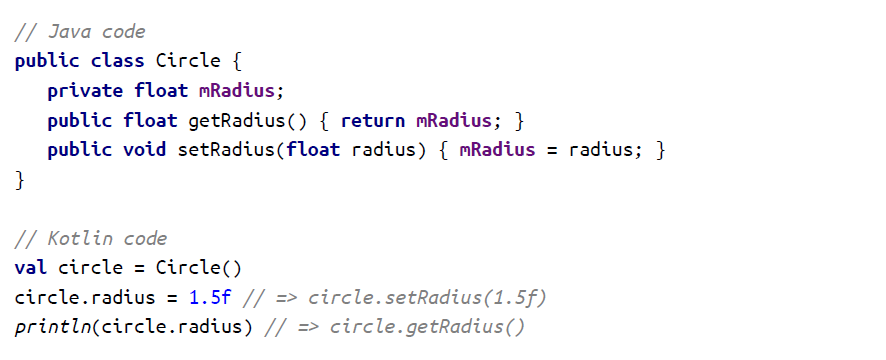 // Java code
public class Circle {
   private float mRadius;
   public float getRadius() { return mRadius; }
   public void setRadius(float radius) { mRadius = radius; }
}

// Kotlin code
val circle = Circle()
circle.radius = 1.5f // => circle.setRadius(1.5f)
println(circle.radius) // => circle.getRadius()